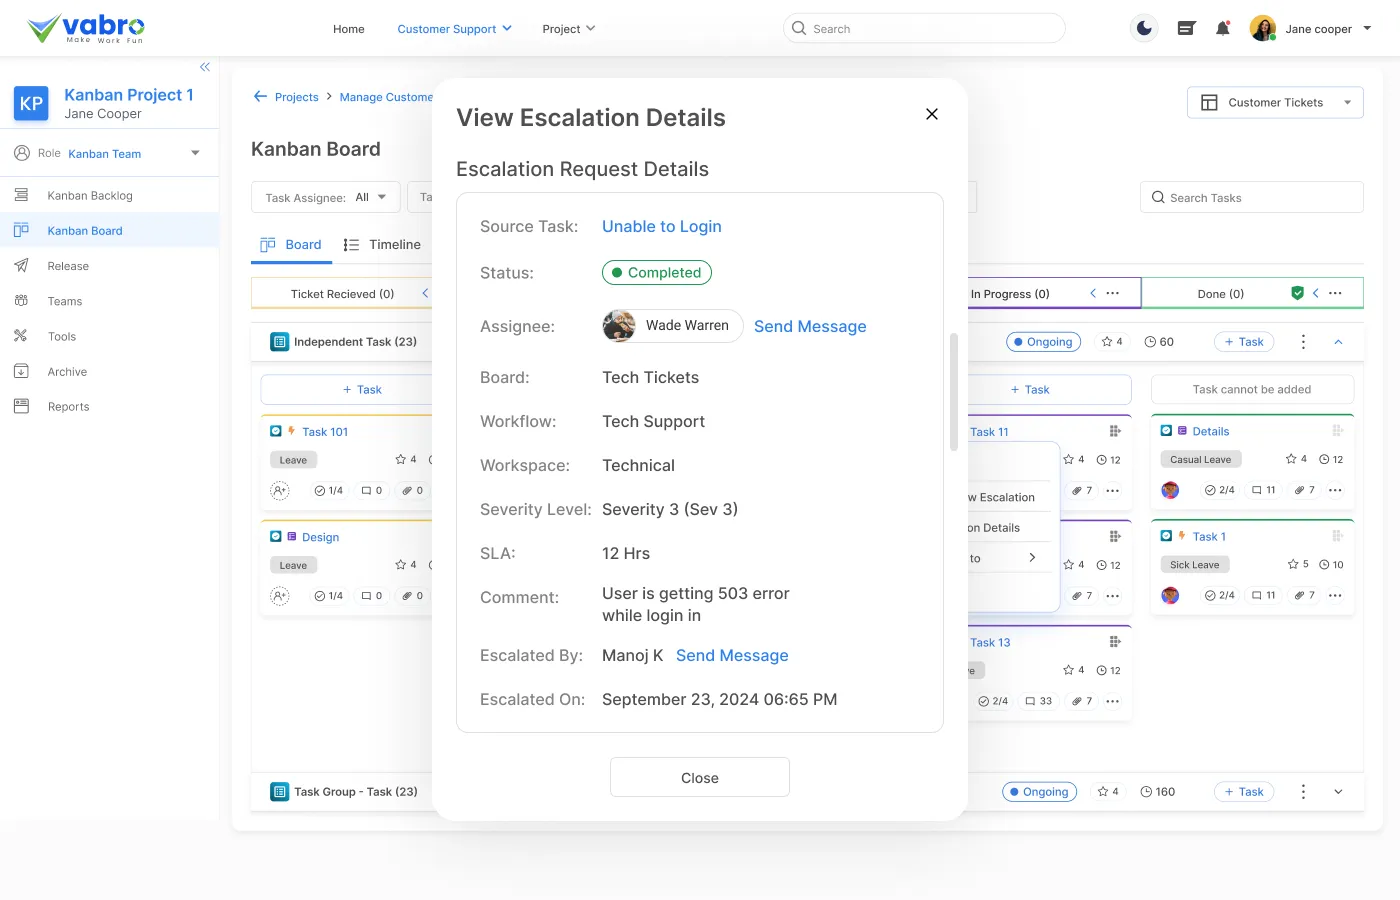 vabro
Make Work Fun
Home
Customer Support
Project
Search
Jane cooper
KP
Kanban Project 1
Jane Cooper
Role Kanban Team
Kanban Backlog
Kanban Board
Release
Teams
Tools
Archive
Reports
Projects > Manage Custome
Customer Tickets
Kanban Board
Task Assignee: All
Ta
Search Tasks
Board
Timeline
Ticket Recieved (0)
In Progress (0)
Done (0)
Independent Task (23)
Ongoing
4
60
+ Task
+ Task
+ Task
Task cannot be added
Task 101
Leave
4
1/4
0
0
Design
Leave
4
1/4
0
0
Task 11
4
12
w Escalation
7
on Details
to
4
12
7
Task 13
4
12
2/4
33
7
Details
Casual Leave
4
12
2/4
11
7
Task 1
Sick Leave
5
10
2/4
11
7
Task Group - Task (23)
Ongoing
4
160
+ Task
View Escalation Details
Escalation Request Details
Source Task: Unable to Login
Status: Completed
Assignee: Wade Warren Send Message
Board: Tech Tickets
Workflow: Tech Support
Workspace: Technical
Severity Level: Severity 3 (Sev 3)
SLA: 12 Hrs
Comment: User is getting 503 error
while login in
Escalated By: Manoj K Send Message
Escalated On: September 23, 2024 06:65 PM
Close